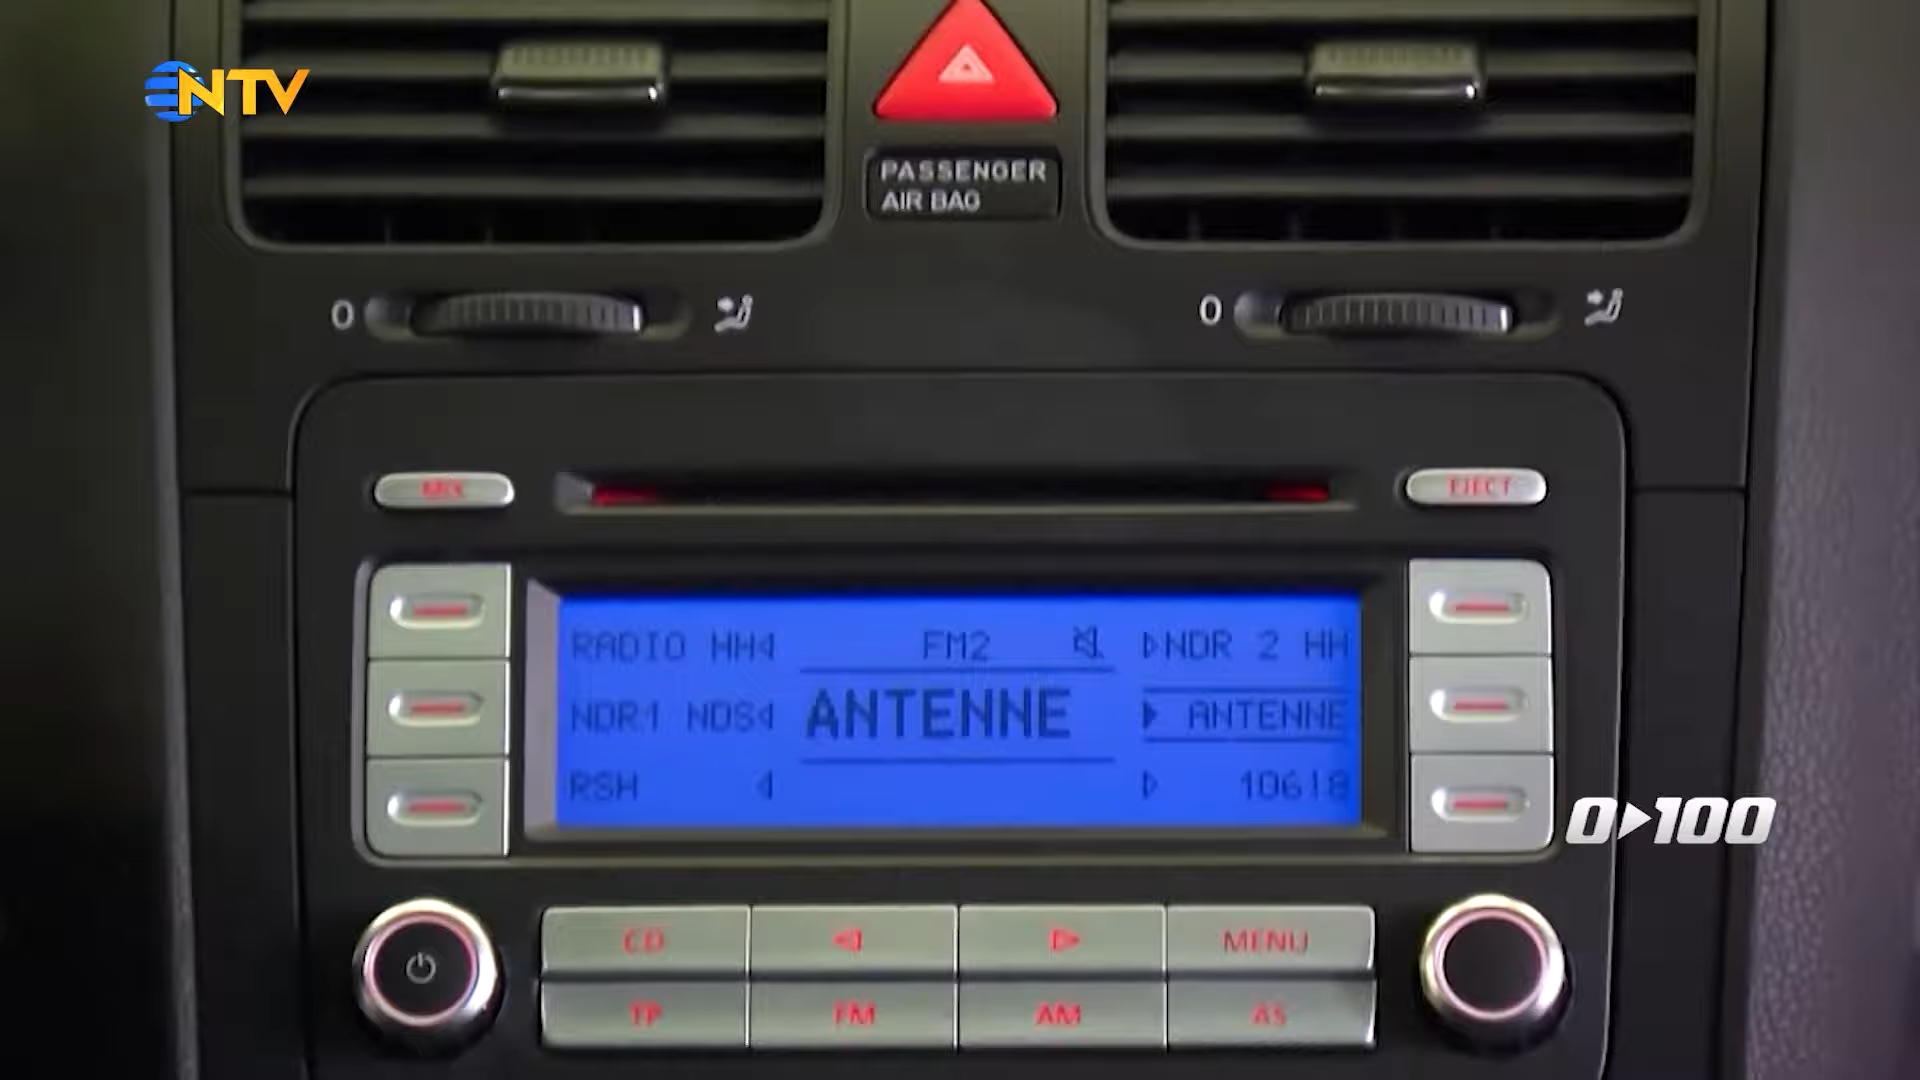 NTV
PASSENGER
AIR BAG
0
0
MIX
EJECT
RADIO HH
FM2
NDR 2 HH
NDR1 NDS
ANTENNE
ANTENNE
RSH
106|8
0▶100
CD
MENU
TP
FM
AM
AS